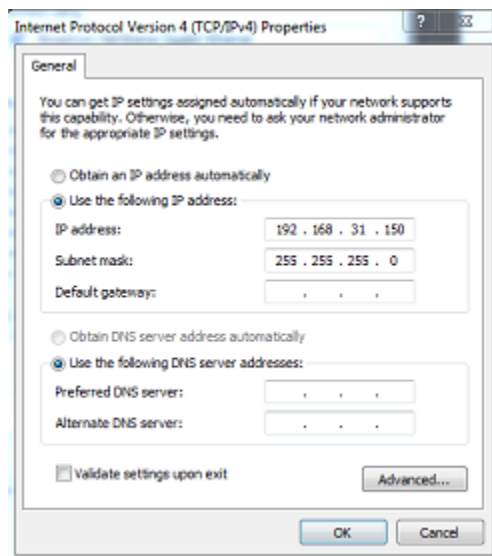 Internet Protocol Version 4 (TCP/IPv4) Properties
?
General
You can get IP settings assigned automatically if your network supports
this capability. Otherwise, you need to ask your network administrator
for the appropriate IP settings.
Obtain an IP address automatically
Use the following IP address:
IP address: 192 . 168 . 31 . 150
Subnet mask: 255 . 255 . 255 . 0
Default gateway: . . .
Obtain DNS server address automatically
Use the following DNS server addresses:
Preferred DNS server: . . .
Alternate DNS server: . . .
Validate settings upon exit
Advanced...
OK Cancel